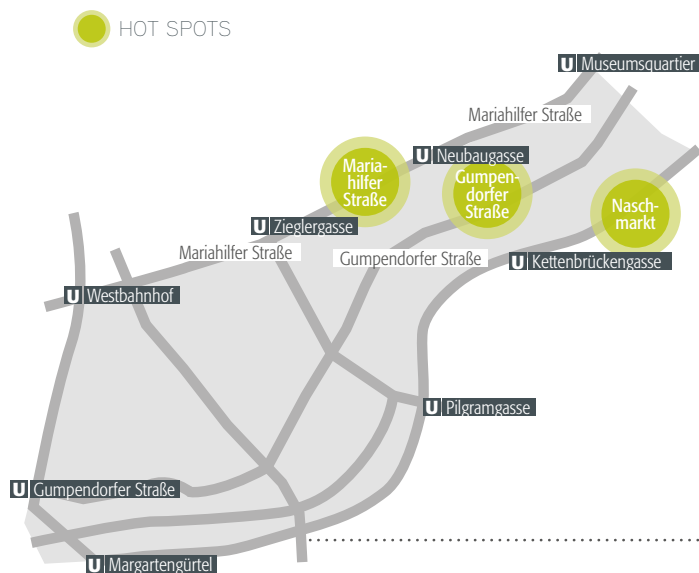 HOT SPOTS
U Museumsquartier
Mariahilfer Straße
U Neubaugasse
Maria-
hilfer
Straße
Gumpen-
dorfer
Straße
Nasch-
markt
U Zieglergasse
Mariahilfer Straße
Gumpendorfer Straße
U Kettenbrückengasse
U Westbahnhof
U Pilgramgasse
U Gumpendorfer Straße
U Margartengürtel